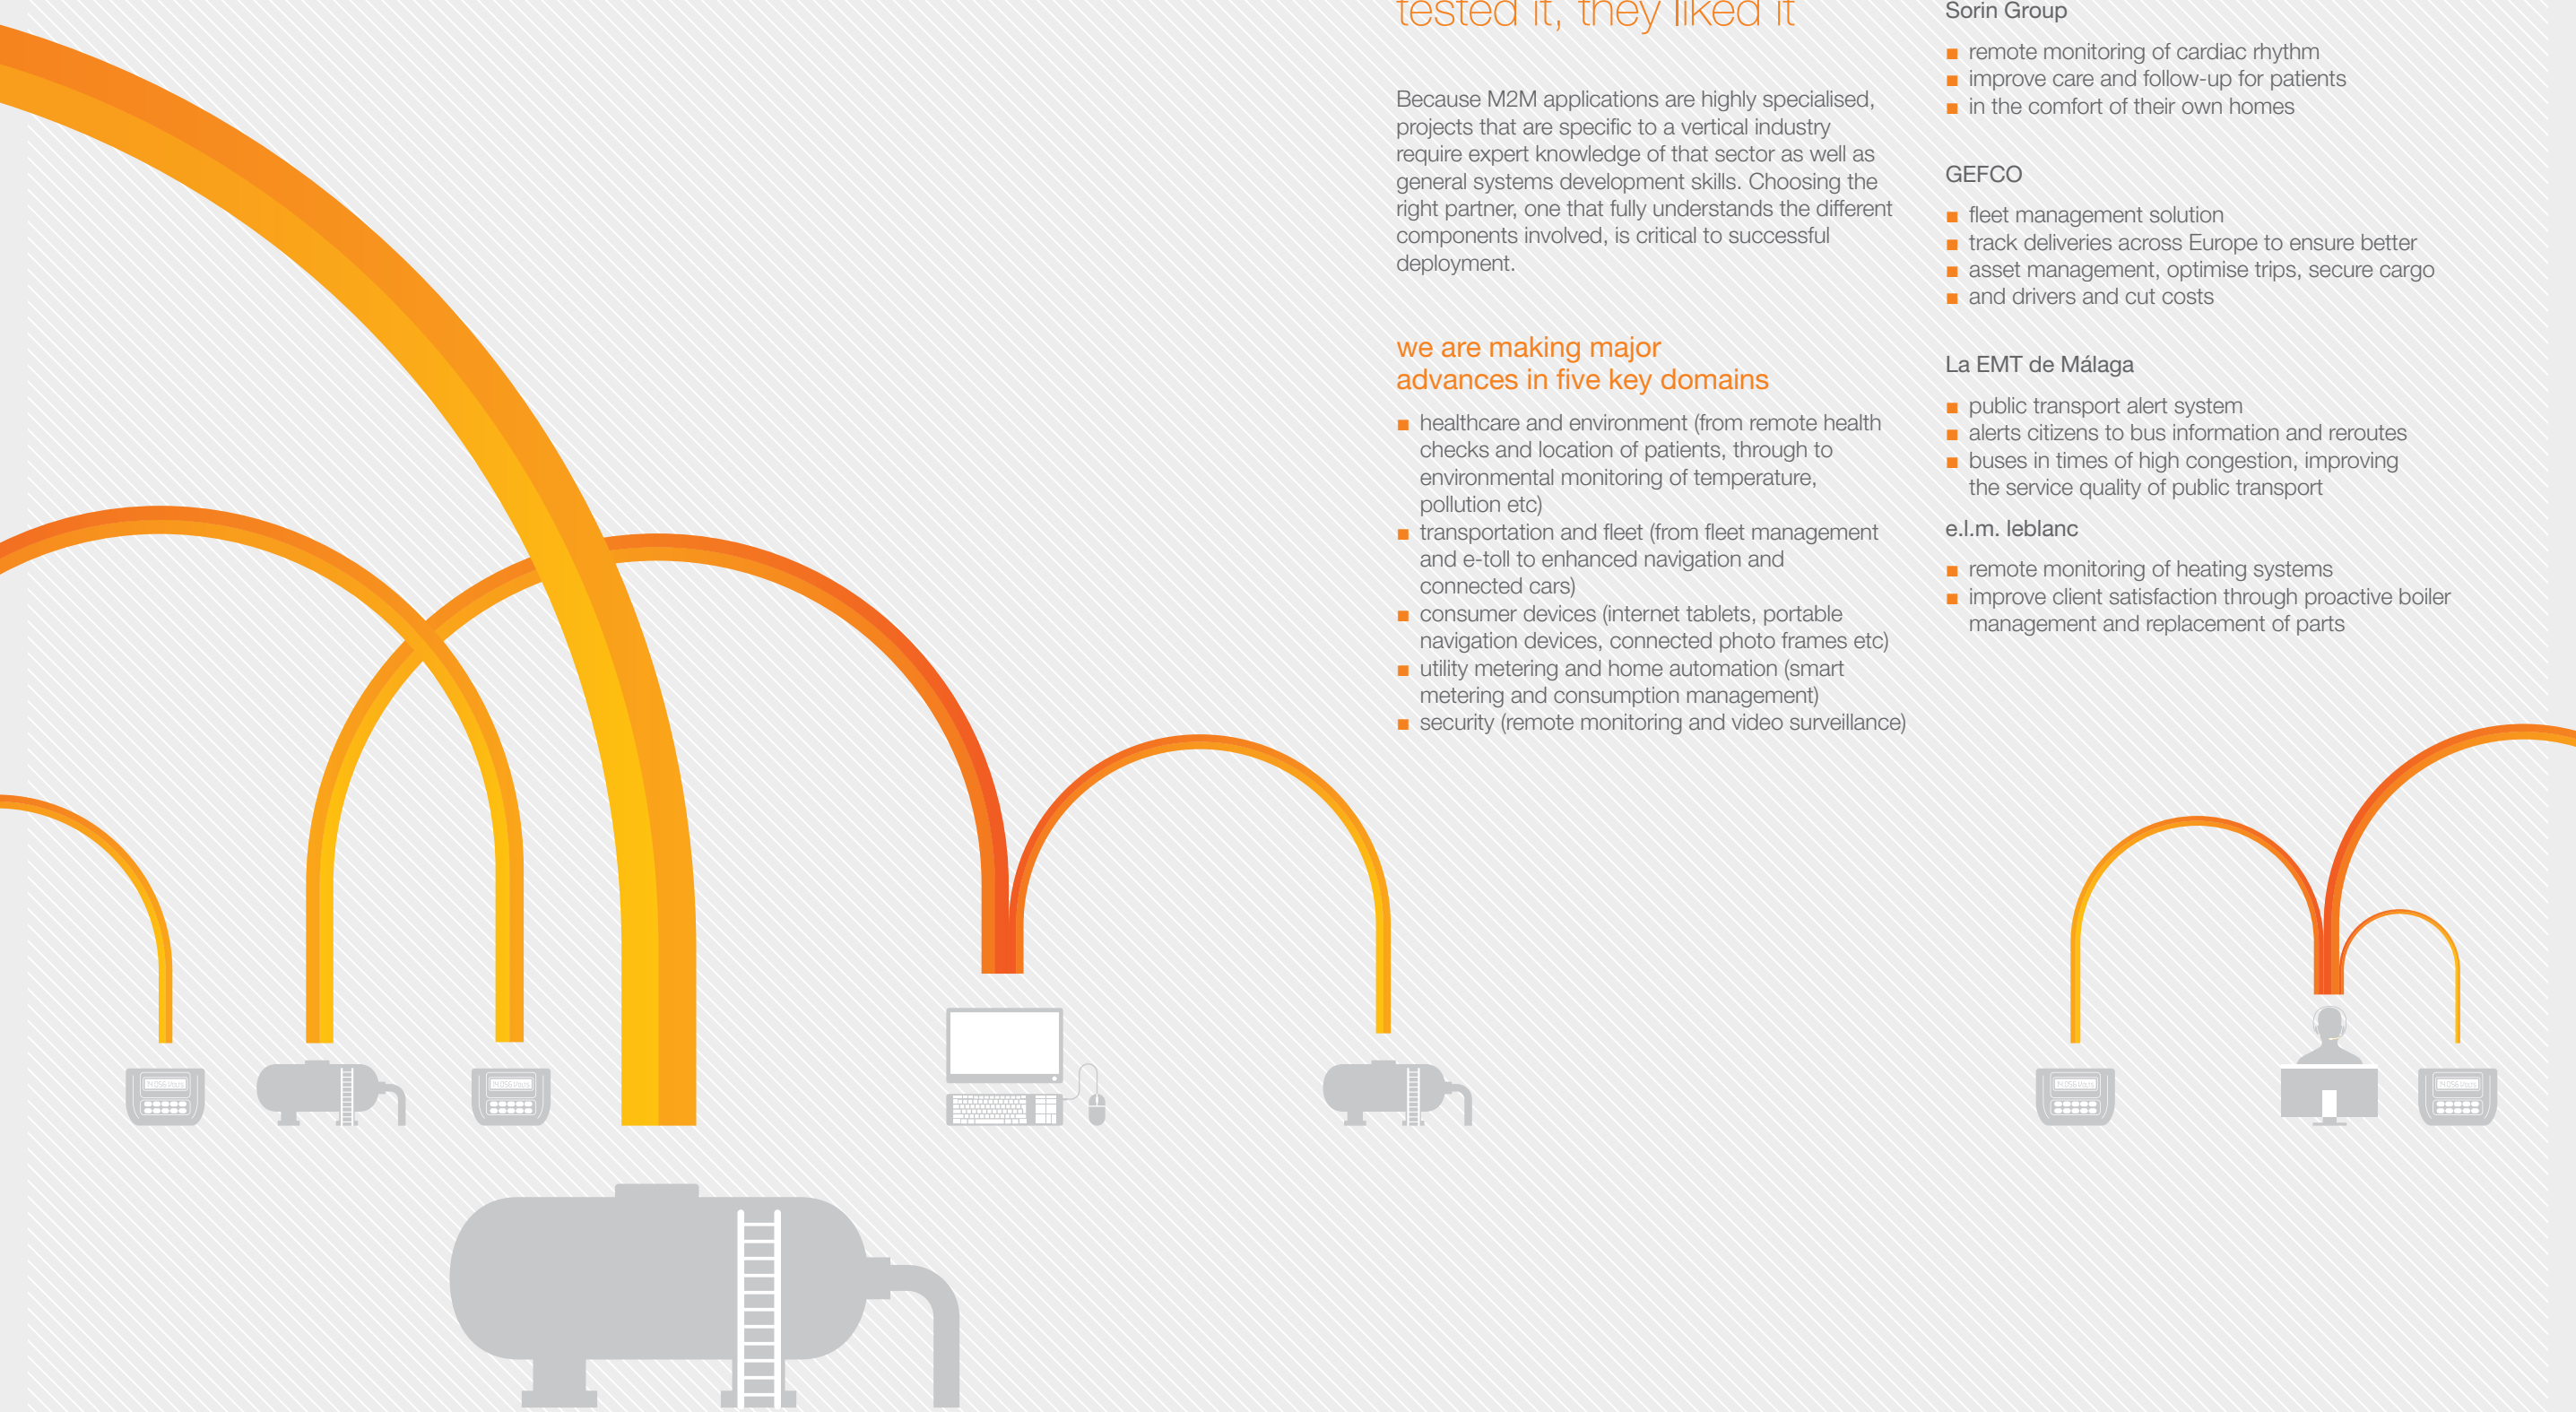 tested it, they liked it
Because M2M applications are highly specialised,
projects that are specific to a vertical industry
require expert knowledge of that sector as well as
general systems development skills. Choosing the
right partner, one that fully understands the different
components involved, is critical to successful
deployment.
we are making major
advances in five key domains
■ healthcare and environment (from remote health
checks and location of patients, through to
environmental monitoring of temperature,
pollution etc)
■ transportation and fleet (from fleet management
and e-toll to enhanced navigation and
connected cars)
■ consumer devices (internet tablets, portable
navigation devices, connected photo frames etc)
■ utility metering and home automation (smart
metering and consumption management)
■ security (remote monitoring and video surveillance)
Sorin Group
■ remote monitoring of cardiac rhythm
■ improve care and follow-up for patients
■ in the comfort of their own homes
GEFCO
■ fleet management solution
■ track deliveries across Europe to ensure better
■ asset management, optimise trips, secure cargo
■ and drivers and cut costs
La EMT de Málaga
■ public transport alert system
■ alerts citizens to bus information and reroutes
■ buses in times of high congestion, improving
the service quality of public transport
e.l.m. leblanc
■ remote monitoring of heating systems
■ improve client satisfaction through proactive boiler
management and replacement of parts